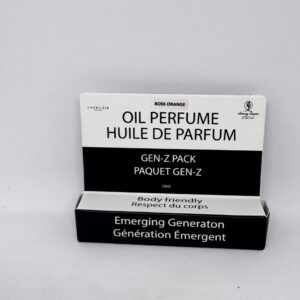 BOSS ORANGE
OIL PERFUME
HUILE DE PARFUM
GEN-Z PACK
PAQUET GEN-Z
Body friendly
Respect du corps
Emerging Generaton
Génération Émergent